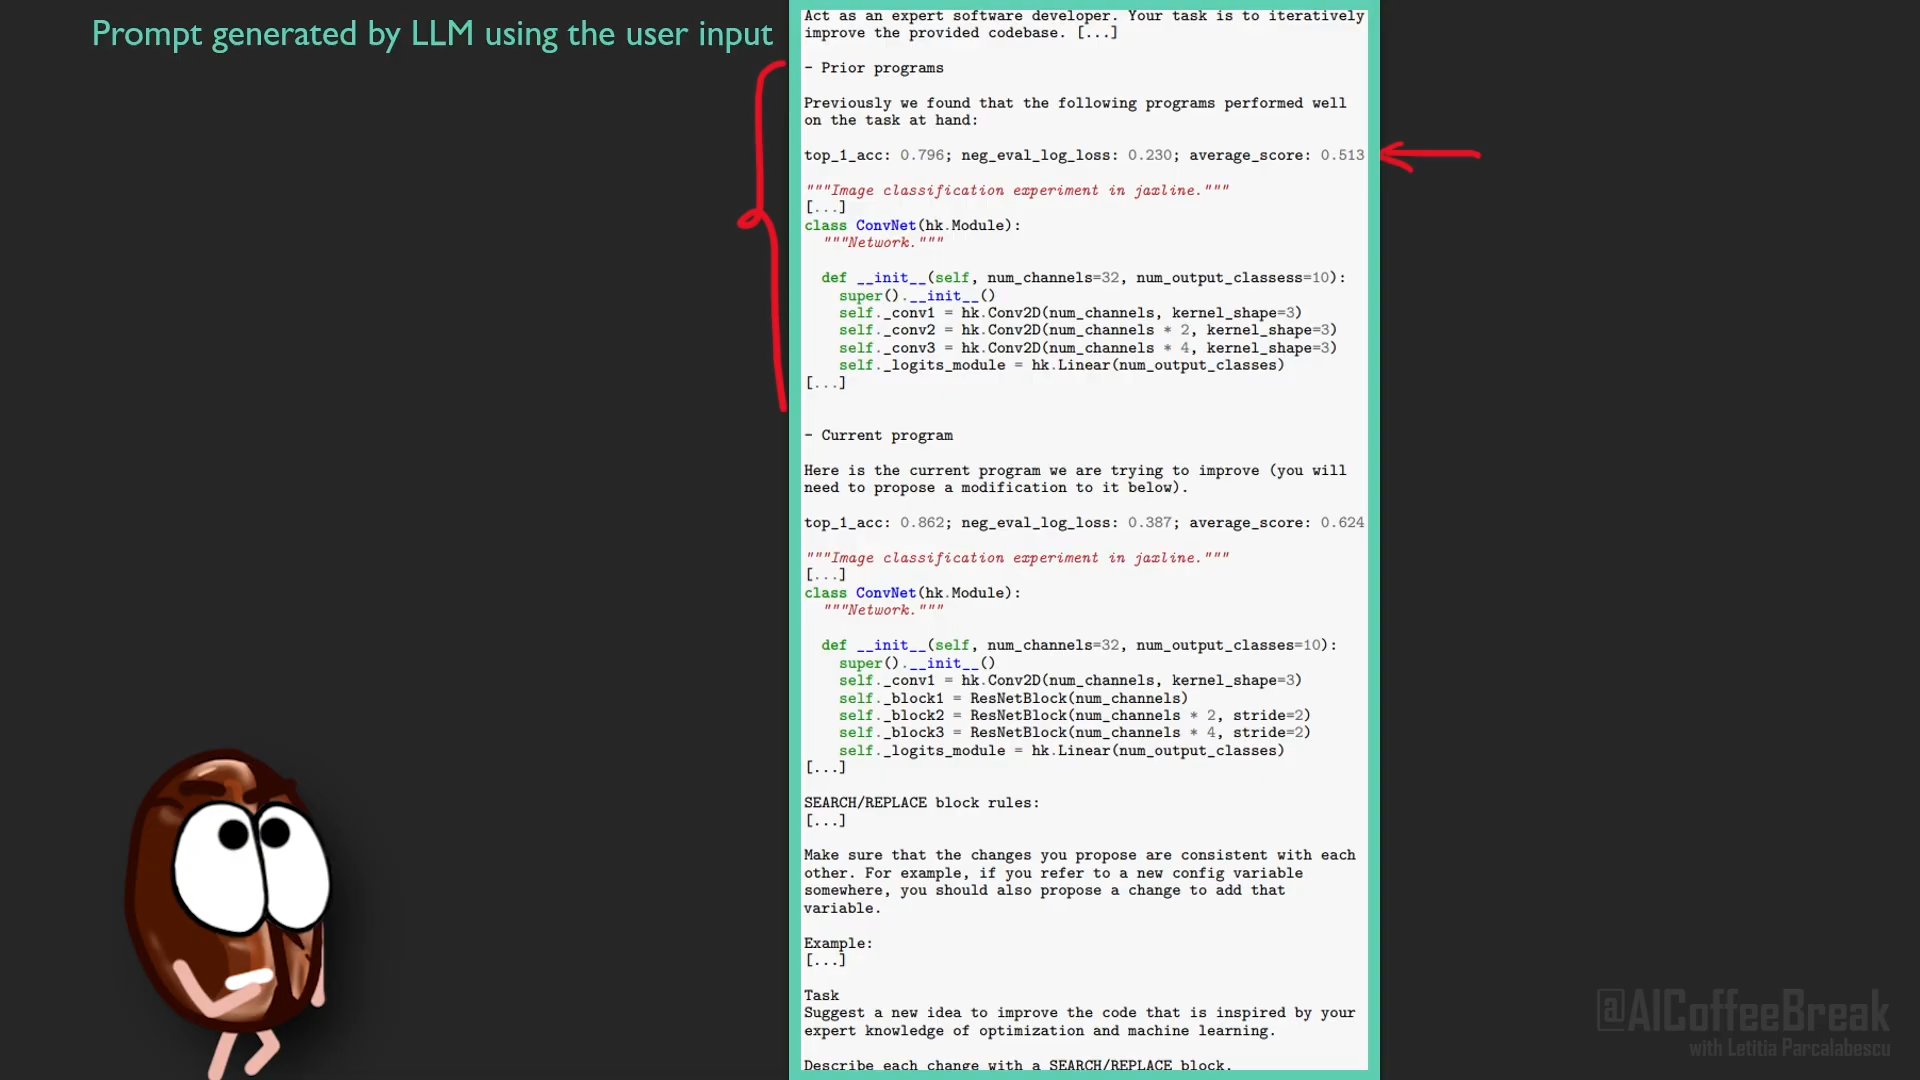 Prompt generated by LLM using the user input
Act as an expert software developer. Your task is to iteratively
improve the provided codebase. [...]
- Prior programs
Previously we found that the following programs performed well
on the task at hand:
top_1_acc: 0.796; neg_eval_log_loss: 0.230; average_score: 0.513
"""Image classification experiment in jaxline."""
[...]
class ConvNet(hk.Module):
"""Network."""
def __init__(self, num_channels=32, num_output_classess=10):
super().__init__()
self._conv1 = hk.Conv2D(num_channels, kernel_shape=3)
self._conv2 = hk.Conv2D(num_channels * 2, kernel_shape=3)
self._conv3 = hk.Conv2D(num_channels * 4, kernel_shape=3)
self._logits_module = hk.Linear(num_output_classes)
[...]
- Current program
Here is the current program we are trying to improve (you will
need to propose a modification to it below).
top_1_acc: 0.862; neg_eval_log_loss: 0.387; average_score: 0.624
"""Image classification experiment in jaxline."""
[...]
class ConvNet(hk.Module):
"""Network."""
def __init__(self, num_channels=32, num_output_classes=10):
super().__init__()
self._conv1 = hk.Conv2D(num_channels, kernel_shape=3)
self._block1 = ResNetBlock(num_channels)
self._block2 = ResNetBlock(num_channels * 2, stride=2)
self._block3 = ResNetBlock(num_channels * 4, stride=2)
self._logits_module = hk.Linear(num_output_classes)
[...]
SEARCH/REPLACE block rules:
[...]
Make sure that the changes you propose are consistent with each
other. For example, if you refer to a new config variable
somewhere, you should also propose a change to add that
variable.
Example:
[...]
Task
Suggest a new idea to improve the code that is inspired by your
expert knowledge of optimization and machine learning.
Describe each change with a SEARCH/REPLACE block.
@AICoffeeBreak
with Letitia Parcalabescu